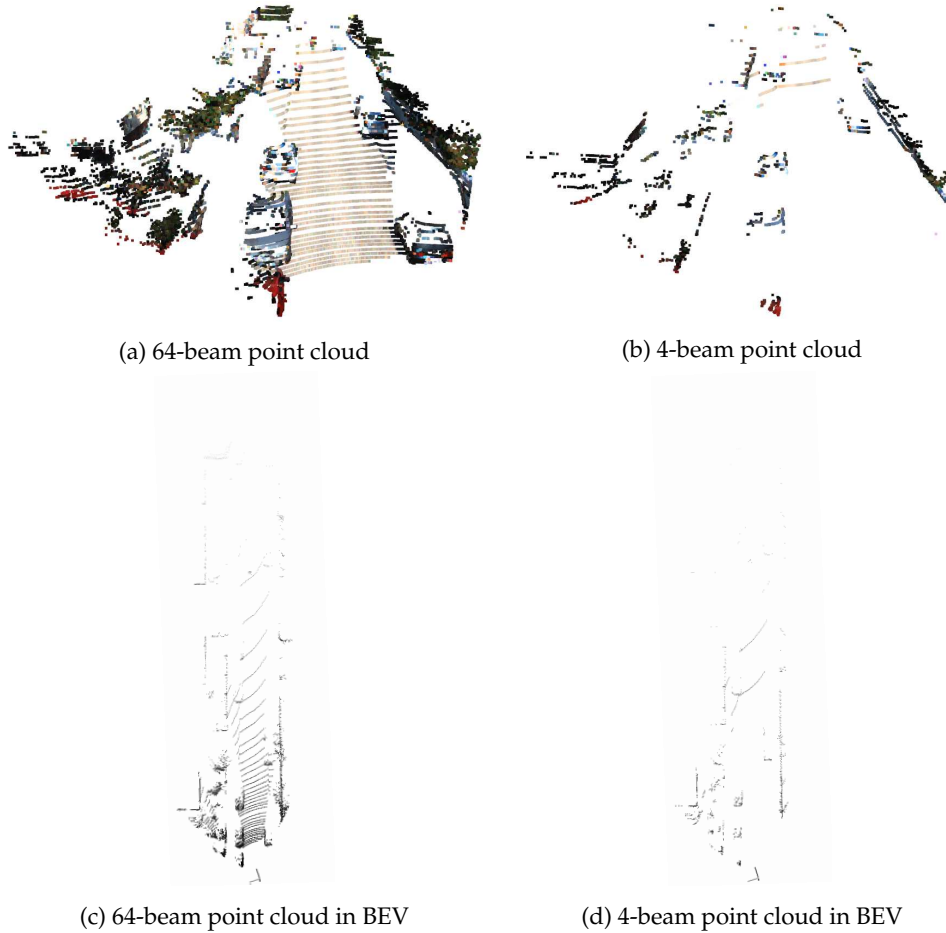 (a) 64-beam point cloud
(b) 4-beam point cloud
(c) 64-beam point cloud in BEV
(d) 4-beam point cloud in BEV